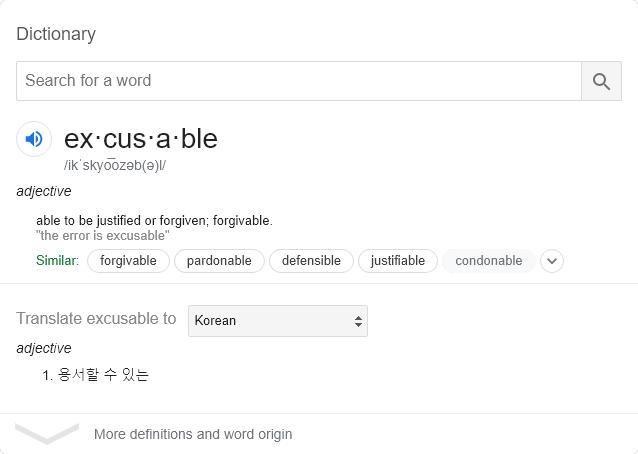 Dictionary
Search for a word
ex·cus·a·ble
/ikˈskyo͞ozəb(ə)l/
adjective
able to be justified or forgiven; forgivable.
"the error is excusable"
Similar: forgivable pardonable defensible justifiable condonable
Translate excusable to Korean
adjective
1. 용서할 수 있는
More definitions and word origin